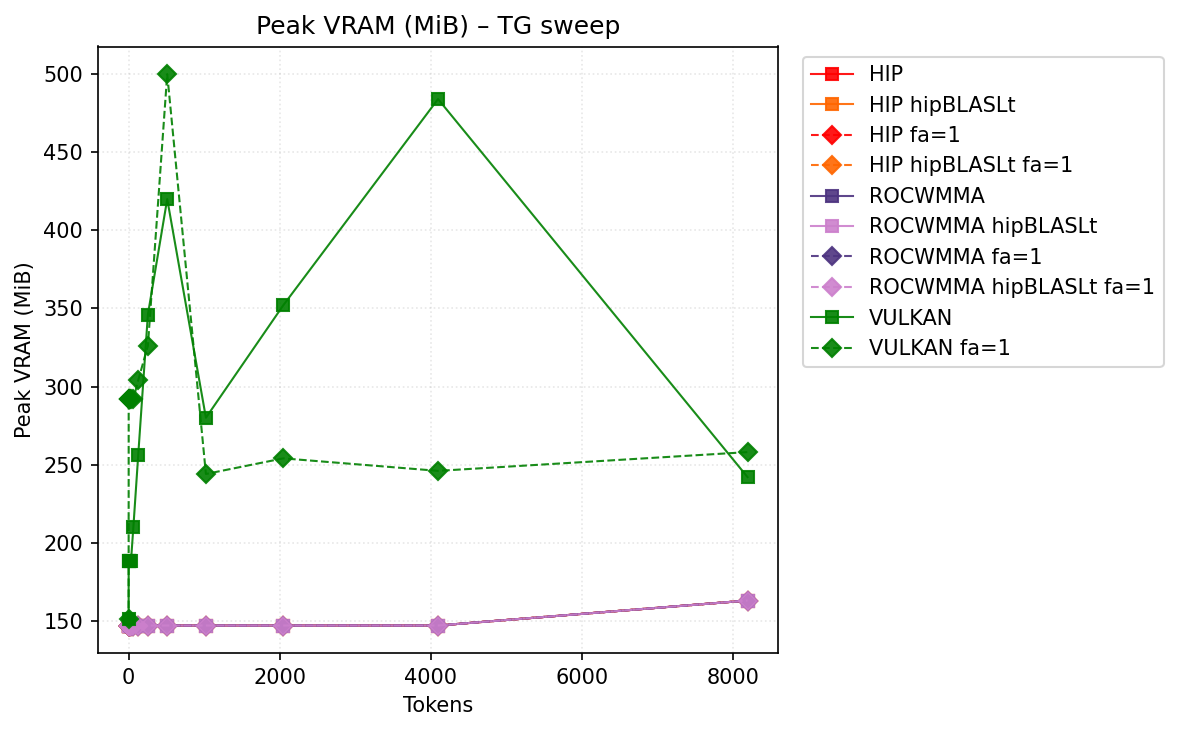 Peak VRAM (MiB) – TG sweep
Peak VRAM (MiB)
500
450
400
350
300
250
200
150
0
2000
4000
6000
8000
Tokens
HIP
HIP hipBLASLt
HIP fa=1
HIP hipBLASLt fa=1
ROCWMMA
ROCWMMA hipBLASLt
ROCWMMA fa=1
ROCWMMA hipBLASLt fa=1
VULKAN
VULKAN fa=1